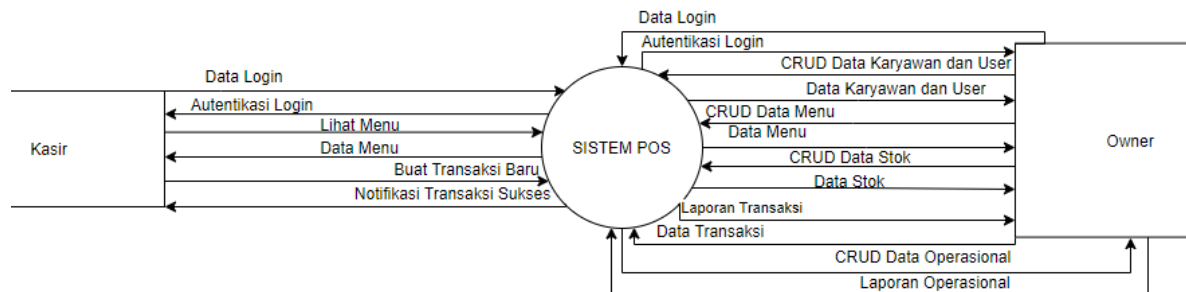 Data Login
Autentikasi Login
CRUD Data Karyawan dan User
Data Login
Data Karyawan dan User
Autentikasi Login
CRUD Data Menu
Lihat Menu
Data Menu
Kasir
Data Menu
SISTEM POS
Owner
CRUD Data Stok
Buat Transaksi Baru
Data Stok
Notifikasi Transaksi Sukses
Laporan Transaksi
Data Transaksi
CRUD Data Operasional
Laporan Operasional